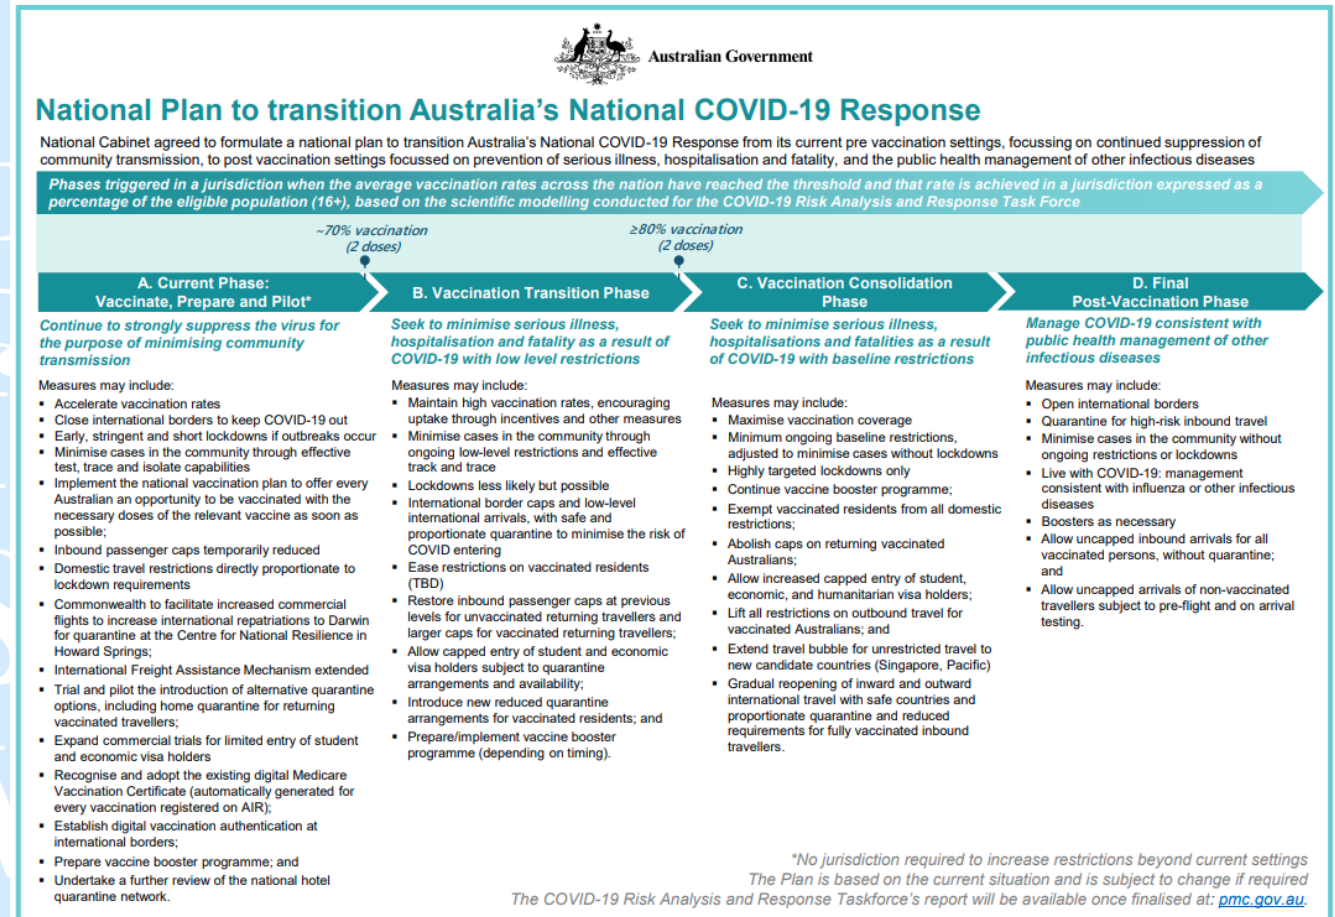 Australian Government
National Plan to transition Australia's National COVID-19 Response
National Cabinet agreed to formulate a national plan to transition Australia's National COVID-19 Response from its current pre vaccination settings, focussing on continued suppression of
community transmission, to post vaccination settings focussed on prevention of serious illness, hospitalisation and fatality, and the public health management of other infectious diseases
Phases triggered in a jurisdiction when the average vaccination rates across the nation have reached the threshold and that rate is achieved in a jurisdiction expressed as a
percentage of the eligible population (16+), based on the scientific modelling conducted for the COVID-19 Risk Analysis and Response Task Force
~70% vaccination
(2 doses)
≥80% vaccination
(2 doses)
A. Current Phase:
Vaccinate, Prepare and Pilot*
Continue to strongly suppress the virus for
the purpose of minimising community
transmission
Measures may include:
▪ Accelerate vaccination rates
▪ Close international borders to keep COVID-19 out
▪ Early, stringent and short lockdowns if outbreaks occur
▪ Minimise cases in the community through effective
test, trace and isolate capabilities
▪ Implement the national vaccination plan to offer every
Australian an opportunity to be vaccinated with the
necessary doses of the relevant vaccine as soon as
possible;
▪ Inbound passenger caps temporarily reduced
▪ Domestic travel restrictions directly proportionate to
lockdown requirements
▪ Commonwealth to facilitate increased commercial
flights to increase international repatriations to Darwin
for quarantine at the Centre for National Resilience in
Howard Springs;
▪ International Freight Assistance Mechanism extended
▪ Trial and pilot the introduction of alternative quarantine
options, including home quarantine for returning
vaccinated travellers;
▪ Expand commercial trials for limited entry of student
and economic visa holders
▪ Recognise and adopt the existing digital Medicare
Vaccination Certificate (automatically generated for
every vaccination registered on AIR);
▪ Establish digital vaccination authentication at
international borders;
▪ Prepare vaccine booster programme; and
▪ Undertake a further review of the national hotel
quarantine network.
B. Vaccination Transition Phase
Seek to minimise serious illness,
hospitalisation and fatality as a result of
COVID-19 with low level restrictions
Measures may include:
▪ Maintain high vaccination rates, encouraging
uptake through incentives and other measures
▪ Minimise cases in the community through
ongoing low-level restrictions and effective
track and trace
▪ Lockdowns less likely but possible
▪ International border caps and low-level
international arrivals, with safe and
proportionate quarantine to minimise the risk of
COVID entering
▪ Ease restrictions on vaccinated residents
(TBD)
▪ Restore inbound passenger caps at previous
levels for unvaccinated returning travellers and
larger caps for vaccinated returning travellers;
▪ Allow capped entry of student and economic
visa holders subject to quarantine
arrangements and availability;
▪ Introduce new reduced quarantine
arrangements for vaccinated residents; and
▪ Prepare/implement vaccine booster
programme (depending on timing).
C. Vaccination Consolidation
Phase
Seek to minimise serious illness,
hospitalisations and fatalities as a result
of COVID-19 with baseline restrictions
Measures may include:
▪ Maximise vaccination coverage
▪ Minimum ongoing baseline restrictions,
adjusted to minimise cases without lockdowns
▪ Highly targeted lockdowns only
▪ Continue vaccine booster programme;
▪ Exempt vaccinated residents from all domestic
restrictions;
▪ Abolish caps on returning vaccinated
Australians;
▪ Allow increased capped entry of student,
economic, and humanitarian visa holders;
▪ Lift all restrictions on outbound travel for
vaccinated Australians; and
▪ Extend travel bubble for unrestricted travel to
new candidate countries (Singapore, Pacific)
▪ Gradual reopening of inward and outward
international travel with safe countries and
proportionate quarantine and reduced
requirements for fully vaccinated inbound
travellers.
D. Final
Post-Vaccination Phase
Manage COVID-19 consistent with
public health management of other
infectious diseases
Measures may include:
▪ Open international borders
▪ Quarantine for high-risk inbound travel
▪ Minimise cases in the community without
ongoing restrictions or lockdowns
▪ Live with COVID-19: management
consistent with influenza or other infectious
diseases
▪ Boosters as necessary
▪ Allow uncapped inbound arrivals for all
vaccinated persons, without quarantine;
and
▪ Allow uncapped arrivals of non-vaccinated
travellers subject to pre-flight and on arrival
testing.
*No jurisdiction required to increase restrictions beyond current settings
The Plan is based on the current situation and is subject to change if required
The COVID-19 Risk Analysis and Response Taskforce's report will be available once finalised at: pmc.gov.au.